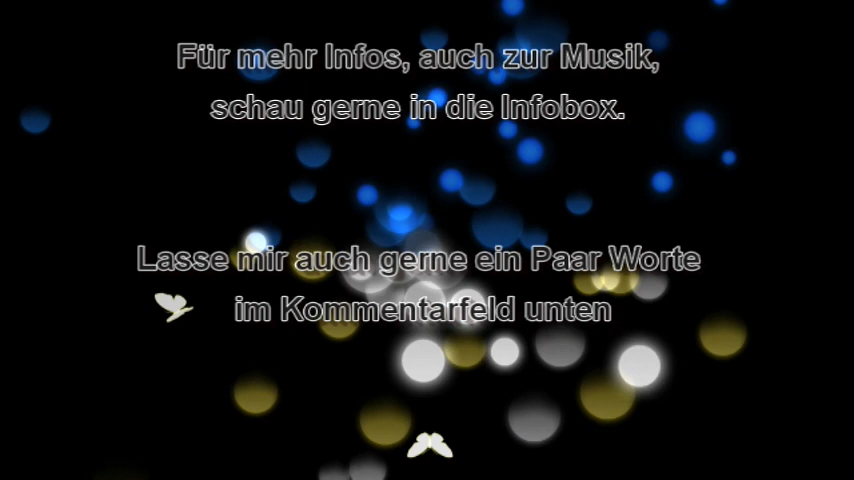 Für mehr Infos, auch zur Musik,
schau gerne in die Infobox.
Lasse mir auch gerne ein Paar Worte
im Kommentarfeld unten